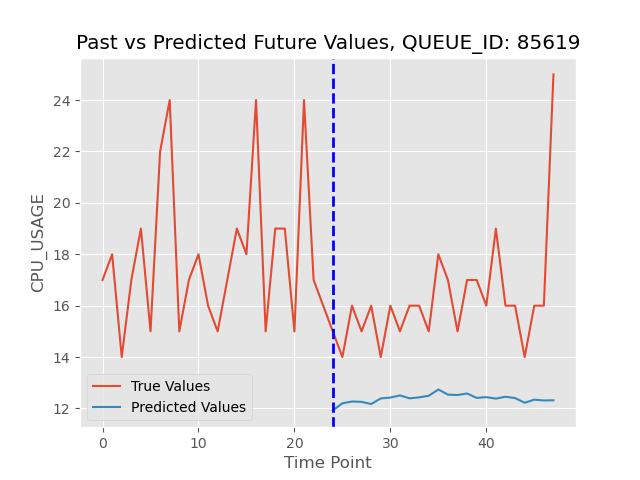 Past vs Predicted Future Values, QUEUE_ID: 85619
CPU_USAGE
24
22
20
18
16
14
12
True Values
Predicted Values
0
10
20
30
40
Time Point